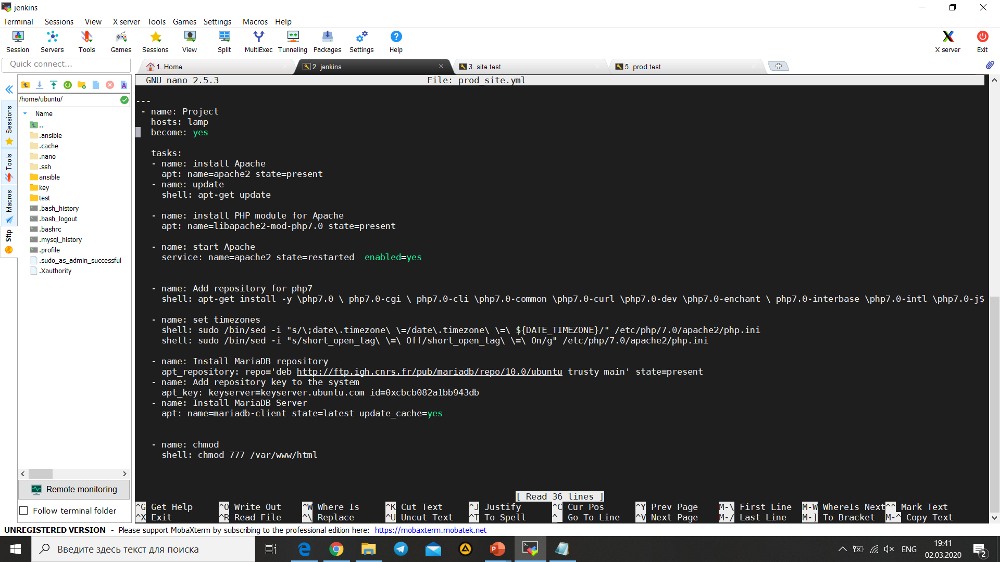 jenkins
Terminal Sessions View X server Tools Games Settings Macros Help
Session Servers Tools Games Sessions View Split MultiExec Tunneling Packages Settings Help X server Exit
Quick connect...
1. Home
2. jenkins
3. site test
5. prod test
/home/ubuntu/
Name
..
.ansible
.cache
.nano
.ssh
ansible
key
test
.bash_history
.bash_logout
.bashrc
.mysql_history
.profile
.sudo_as_admin_successful
.Xauthority
Sessions
Tools
Macros
Sftp
Remote monitoring
Follow terminal folder
GNU nano 2.5.3 File: prod_site.yml
---
- name: Project
hosts: lamp
become: yes
tasks:
- name: install Apache
apt: name=apache2 state=present
- name: update
shell: apt-get update
- name: install PHP module for Apache
apt: name=libapache2-mod-php7.0 state=present
- name: start Apache
service: name=apache2 state=restarted  enabled=yes
- name: Add repository for php7
shell: apt-get install -y \php7.0 \ php7.0-cgi \ php7.0-cli \php7.0-common \php7.0-curl \php7.0-dev \php7.0-enchant \ php7.0-interbase \php7.0-intl \php7.0-j$
- name: set timezones
shell: sudo /bin/sed -i "s/\;date\.timezone\ \=/date\.timezone\ \=\ ${DATE_TIMEZONE}/" /etc/php/7.0/apache2/php.ini
shell: sudo /bin/sed -i "s/short_open_tag\ \=\ Off/short_open_tag\ \=\ On/g" /etc/php/7.0/apache2/php.ini
- name: Install MariaDB repository
apt_repository: repo='deb http://ftp.igh.cnrs.fr/pub/mariadb/repo/10.0/ubuntu trusty main' state=present
- name: Add repository key to the system
apt_key: keyserver=keyserver.ubuntu.com id=0xcbcb082a1bb943db
- name: Install MariaDB Server
apt: name=mariadb-client state=latest update_cache=yes
- name: chmod
shell: chmod 777 /var/www/html
[ Read 36 lines ]
^G Get Help ^O Write Out ^W Where Is ^K Cut Text ^J Justify ^C Cur Pos ^Y Prev Page M-\ First Line M-W WhereIs Next ^^ Mark Text
^X Exit ^R Read File ^\ Replace ^U Uncut Text ^T To Spell ^_ Go To Line ^V Next Page M-/ Last Line M-] To Bracket M-^ Copy Text
UNREGISTERED VERSION - Please support MobaXterm by subscribing to the professional edition here: https://mobaxterm.mobatek.net
Введите здесь текст для поиска
ENG
19:41
02.03.2020
2